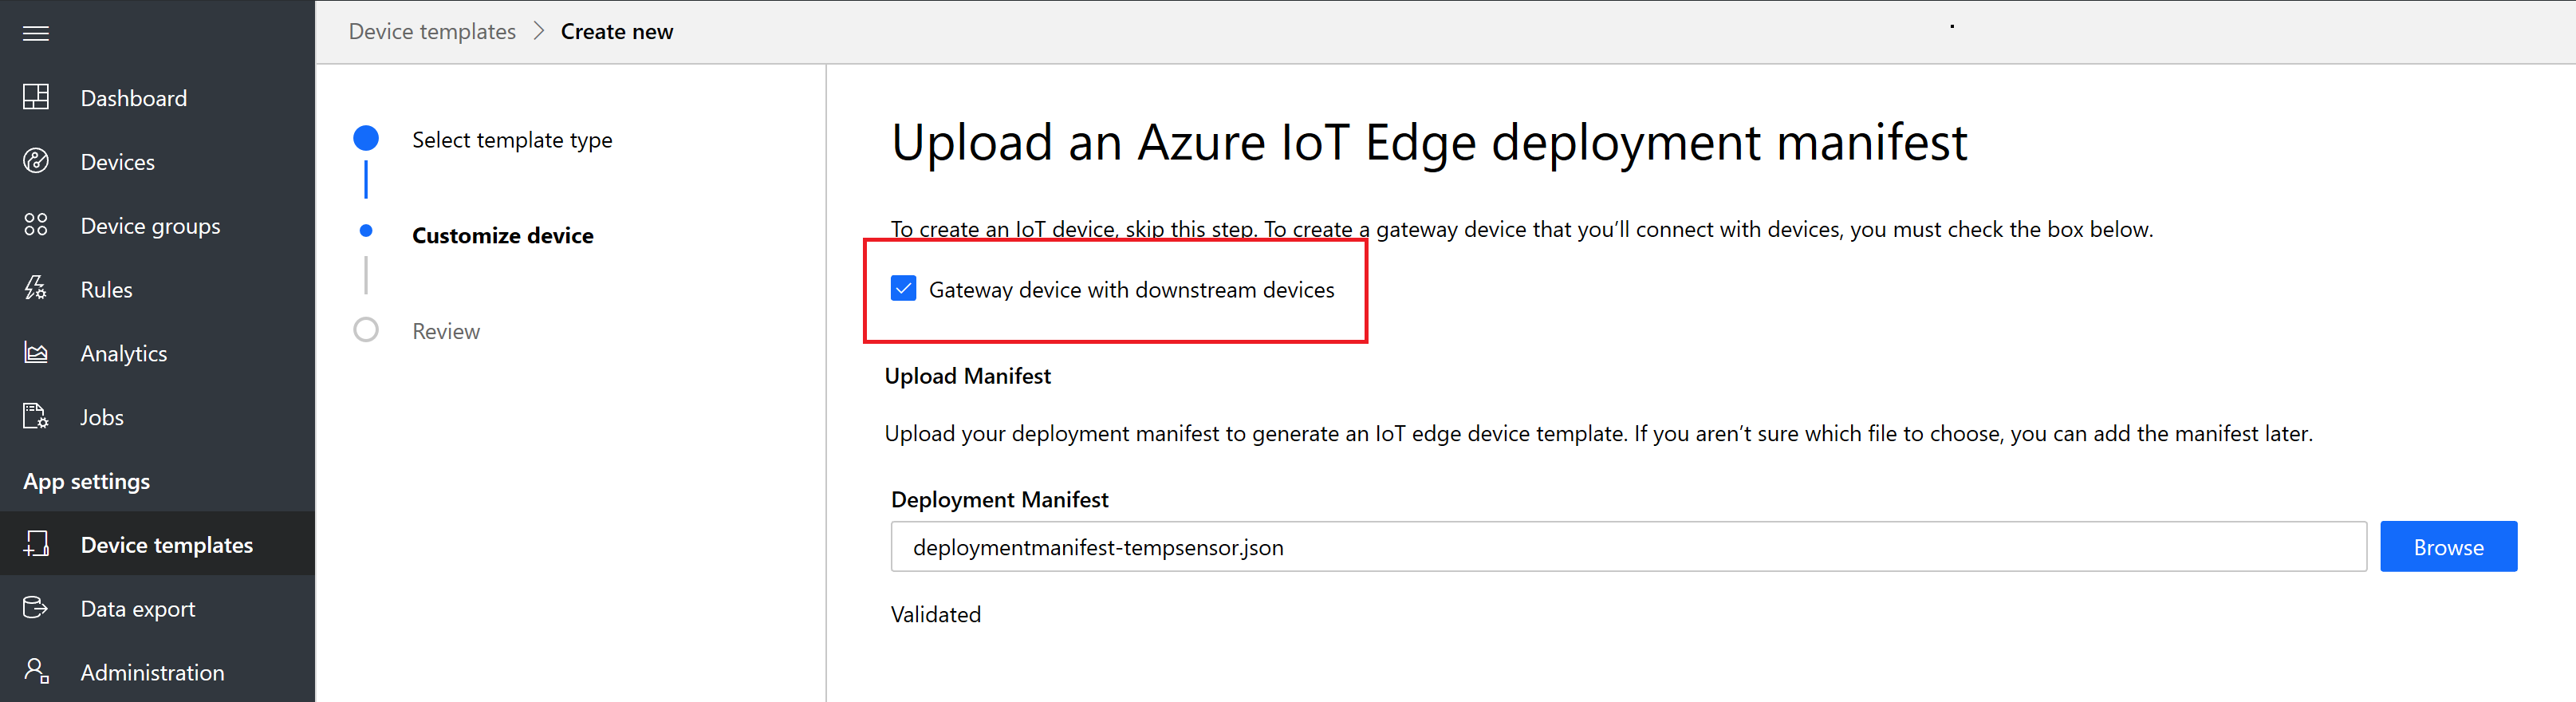 Dashboard
Devices
Device groups
Rules
Analytics
Jobs
App settings
Device templates
Data export
Administration
Device templates > Create new
Select template type
Customize device
Review
Upload an Azure IoT Edge deployment manifest
To create an IoT device, skip this step. To create a gateway device that you’ll connect with devices, you must check the box below.
Gateway device with downstream devices
Upload Manifest
Upload your deployment manifest to generate an IoT edge device template. If you aren’t sure which file to choose, you can add the manifest later.
Deployment Manifest
deploymentmanifest-tempsensor.json
Browse
Validated